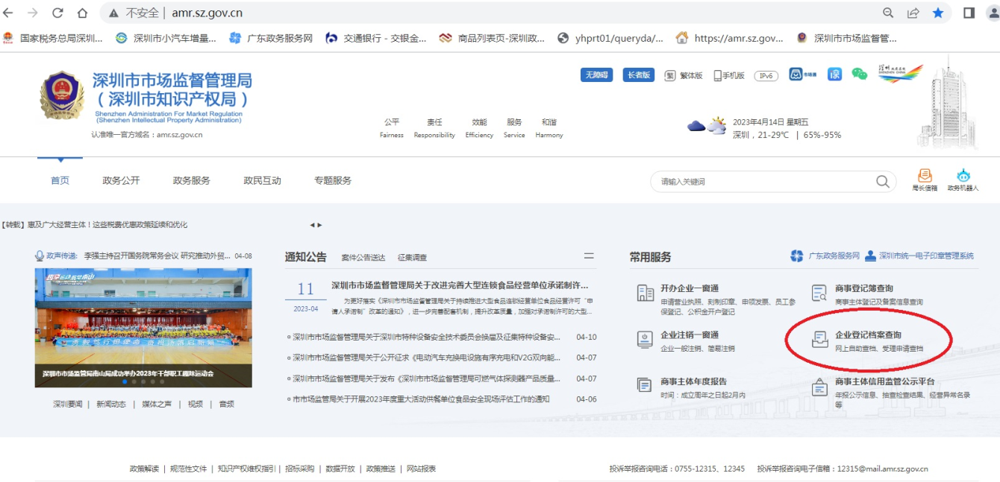 不安全 | amr.sz.gov.cn
国家税务总局深圳...
深圳市小汽车增量...
广东政务服务网
交通银行 - 交银金...
商品列表页-深圳政...
yhprt01/queryda/...
https://amr.sz.gov...
深圳市市场监督管...
深圳市市场监督管理局
（深圳市知识产权局）
Shenzhen Administration For Market Regulation
(Shenzhen Intellectual Property Administration)
认准唯一官方域名：amr.sz.gov.cn
无障碍
长者版
繁 繁体版
手机版
IPv6
公平 责任 效能 服务 和谐
Fairness Responsibility Efficiency Service Harmony
2023年4月14日 星期五
深圳，21-29℃ | 65%-95%
首页 政务公开 政务服务 政民互动 专题服务
请输入关键词
局长信箱 政务机器人
【转载】惠及广大经营主体！这些税费优惠政策延续和优化
政声传递: 李强主持召开国务院常务会议 研究推动外贸... 04-08
深圳市市场监管局南山局成功举办2023年干部职工趣味运动会
深圳要闻 | 新闻动态 | 媒体之声 | 视频 | 音频
通知公告 案件公告送达 征集调查
11
2023-04
深圳市市场监督管理局关于改进完善大型连锁食品经营单位承诺制许...
为更好落实《深圳市市场监督管理局关于持续推进大型食品连锁经营单位食品经营许可“申
请人承诺制”改革的通知》，进一步完善配套机制，提升改革质量，加强对承诺制许可的大型...
深圳市市场监督管理局关于深圳市特种设备安全技术委员会换届及征集特种设备安... 04-10
深圳市市场监督管理局关于公开征求《电动汽车充换电设施有序充电和V2G双向能... 04-07
深圳市市场监督管理局关于发布《深圳市市场监督管理局可燃气体探测器产品质量... 04-07
市市场监管局关于开展2023年度重大活动供餐单位食品安全现场评估工作的通知 04-06
常用服务
广东政务服务网 深圳市统一电子印章管理系统
开办企业一窗通
申请营业执照、刻制印章、申领发票、员工参
保登记、公积金开户登记
商事登记簿查询
商事主体登记及备案信息查询
企业注销一窗通
企业一般注销、简易注销
企业登记档案查询
网上自助查档、受理申请查档
商事主体年度报告
时间：成立周年之日起2月内
商事主体信用监管公示平台
年报公示信息、抽查检查结果、经营异常名录
等
政策解读 | 规范性文件 | 知识产权维权指引 | 招标采购 | 数据开放 | 政策推送 | 网站报表
投诉举报咨询电话：0755-12315、12345 投诉举报咨询电子信箱：12315@mail.amr.sz.gov.cn